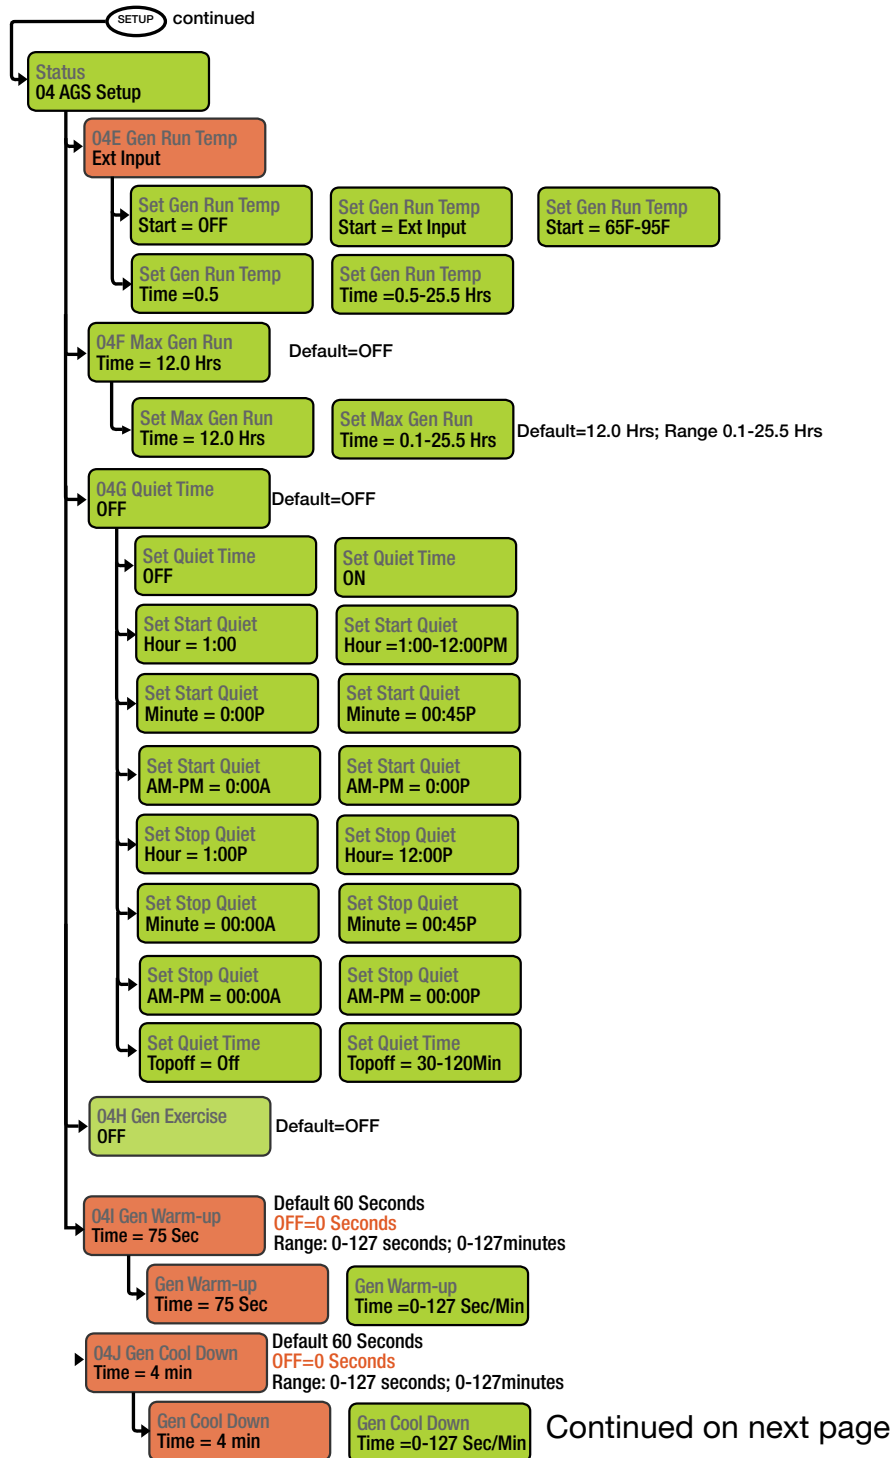 SETUP continued
Status
04 AGS Setup
04E Gen Run Temp
Ext Input
Set Gen Run Temp
Start = OFF
Set Gen Run Temp
Start = Ext Input
Set Gen Run Temp
Start = 65F-95F
Set Gen Run Temp
Time =0.5
Set Gen Run Temp
Time =0.5-25.5 Hrs
04F Max Gen Run
Time = 12.0 Hrs
Default=OFF
Set Max Gen Run
Time = 12.0 Hrs
Set Max Gen Run
Time = 0.1-25.5 Hrs
Default=12.0 Hrs; Range 0.1-25.5 Hrs
04G Quiet Time
OFF
Default=OFF
Set Quiet Time
OFF
Set Quiet Time
ON
Set Start Quiet
Hour = 1:00
Set Start Quiet
Hour =1:00-12:00PM
Set Start Quiet
Minute = 0:00P
Set Start Quiet
Minute = 00:45P
Set Start Quiet
AM-PM = 0:00A
Set Start Quiet
AM-PM = 0:00P
Set Stop Quiet
Hour = 1:00P
Set Stop Quiet
Hour= 12:00P
Set Stop Quiet
Minute = 00:00A
Set Stop Quiet
Minute = 00:45P
Set Stop Quiet
AM-PM = 00:00A
Set Stop Quiet
AM-PM = 00:00P
Set Quiet Time
Topoff = Off
Set Quiet Time
Topoff = 30-120Min
04H Gen Exercise
OFF
Default=OFF
04I Gen Warm-up
Time = 75 Sec
Default 60 Seconds
OFF=0 Seconds
Range: 0-127 seconds; 0-127minutes
Gen Warm-up
Time = 75 Sec
Gen Warm-up
Time =0-127 Sec/Min
04J Gen Cool Down
Time = 4 min
Default 60 Seconds
OFF=0 Seconds
Range: 0-127 seconds; 0-127minutes
Gen Cool Down
Time = 4 min
Gen Cool Down
Time =0-127 Sec/Min
Continued on next page